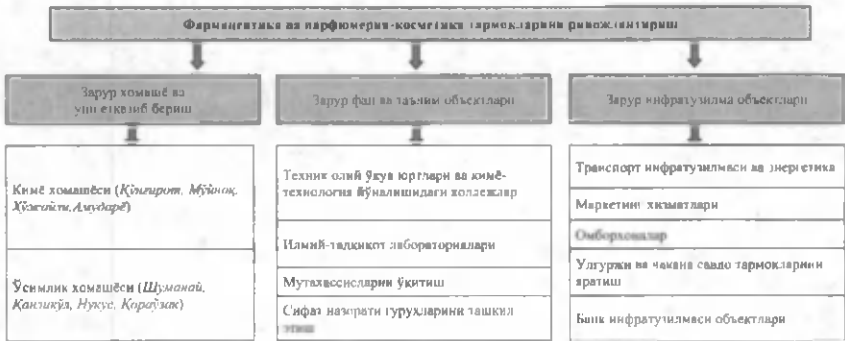 Фармацевтика ва парфюмерия-косметика тармоқларини ривожлантириш
Зарур хомашё ва
уни етказиб бериш
Кимё хомашёси (Қўнғирот, Мўйноқ,
Хўжайли, Амударё)
Ўсимлик хомашёси (Шуманай,
Қанликўл, Нукус, Қораўзак)
Зарур фан ва таълим объектлари
Техник олий ўқув юртлари ва кимё-
технология йўналишидаги коллежлар
Илмий-тадқиқот лабораториялари
Мутахассисларни ўқитиш
Сифат назорати гуруҳларини ташкил
этиш
Зарур инфратузилма объектлари
Транспорт инфратузилмаси ва энергетика
Маркетинг хизматлари
Омборхоналар
Улгуржи ва чакана савдо тармоқларини
яратиш
Банк инфратузилмаси объектлари